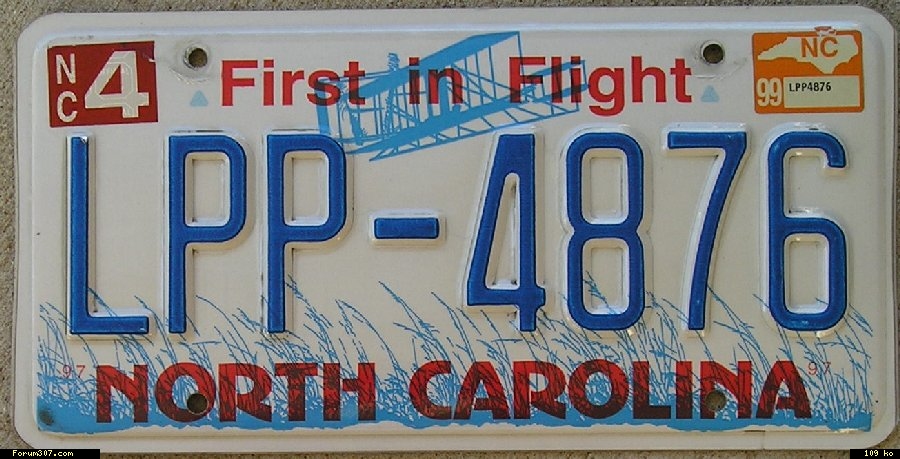 NC 4
First in Flight
NC
99 LPP4876
LPP-4876
97 97
NORTH CAROLINA
Forum307.com
109 ko